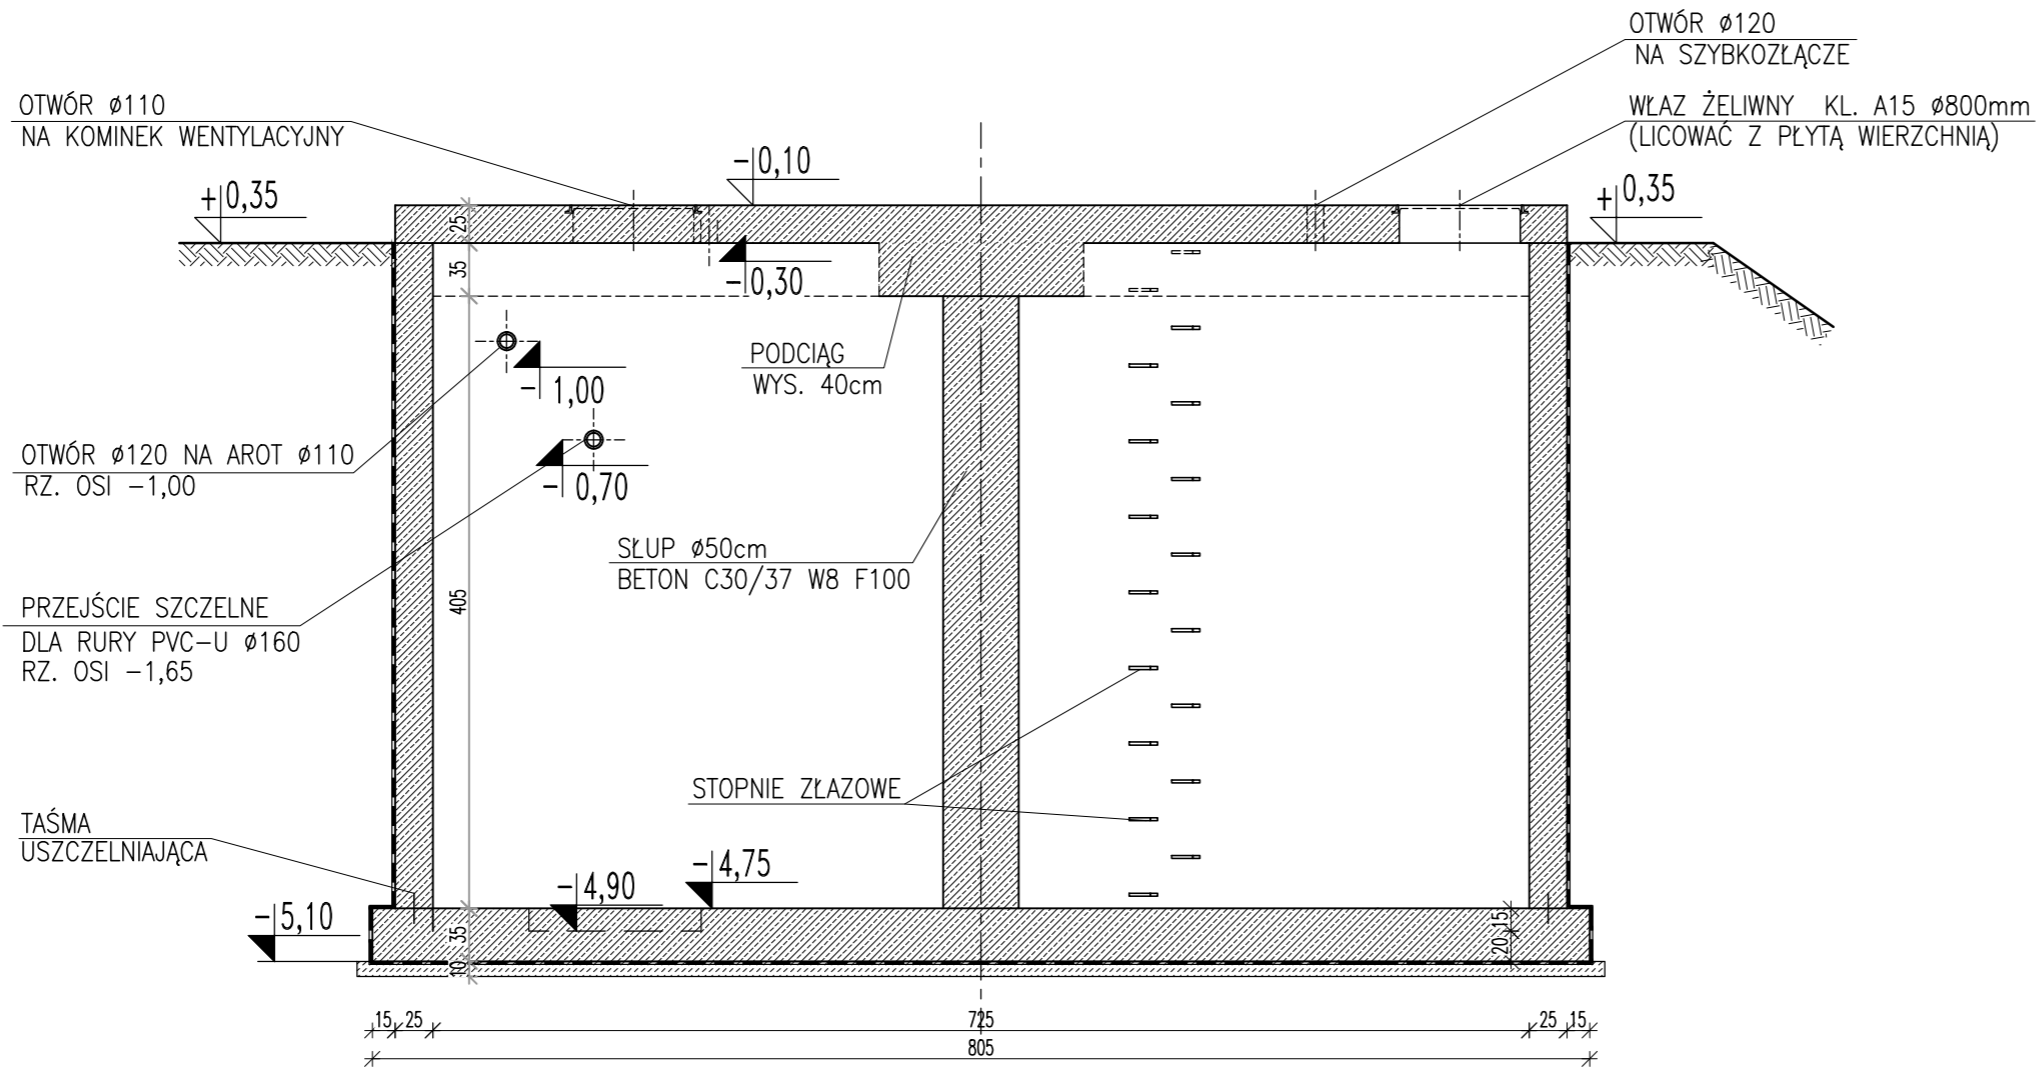 OTWÓR ø120
NA SZYBKOZŁĄCZE
OTWÓR ø110
NA KOMINEK WENTYLACYJNY
WŁAZ ŻELIWNY KL. A15 ø800mm
(LICOWAĆ Z PŁYTĄ WIERZCHNIĄ)
-0,10
+0,35
+0,35
25
35
-0,30
PODCIĄG
WYS. 40cm
- 1,00
OTWÓR ø120 NA AROT ø110
RZ. OSI -1,00
- 0,70
SŁUP ø50cm
BETON C30/37 W8 F100
405
PRZEJŚCIE SZCZELNE
DLA RURY PVC-U ø160
RZ. OSI -1,65
STOPNIE ZŁAZOWE
TAŚMA
USZCZELNIAJĄCA
-4,90
-4,75
-5,10
35
10
15
20
15 25 725 25 15
805